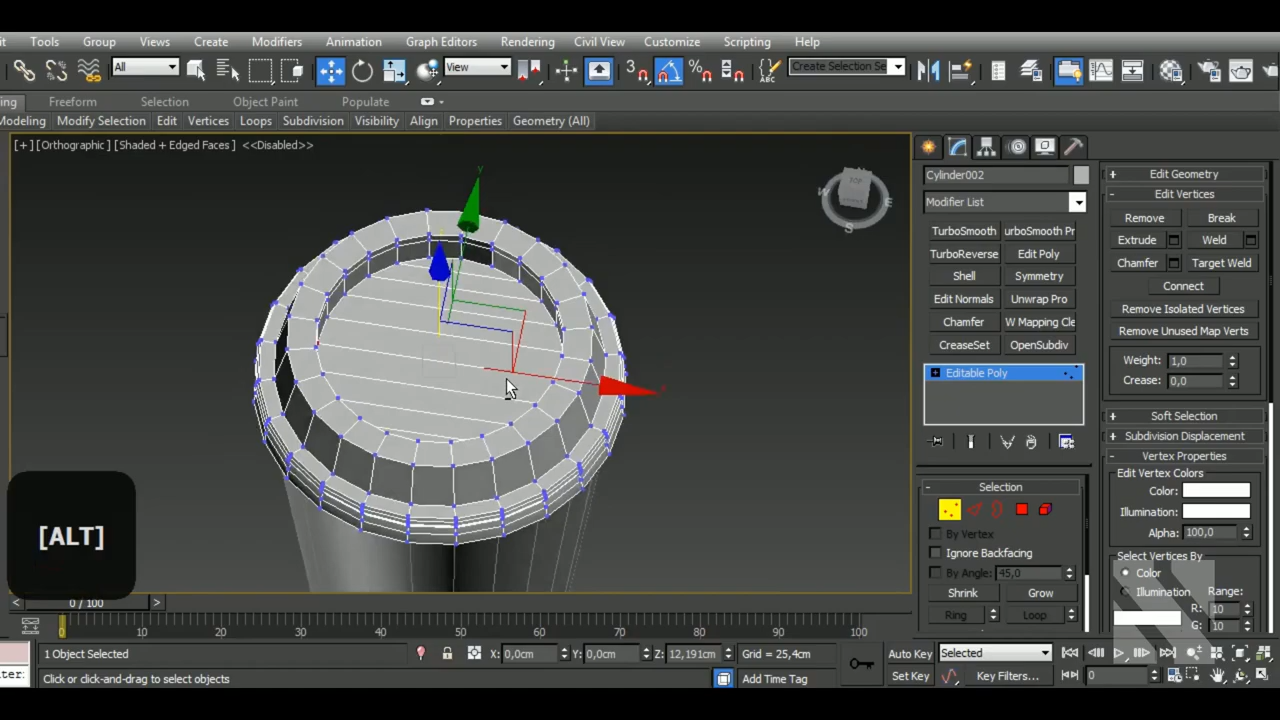 it Tools Group Views Create Modifiers Animation Graph Editors Rendering Civil View Customize Scripting Help
All View 3 Create Selection Se
ing Freeform Selection Object Paint Populate
Modeling Modify Selection Edit Vertices Loops Subdivision Visibility Align Properties Geometry (All)
[+] [Orthographic] [Shaded + Edged Faces] <<Disabled>>
y
x
TOP
W
E
S
Cylinder002
Modifier List
TurboSmooth urboSmooth Pr
TurboReverse Edit Poly
Shell Symmetry
Edit Normals Unwrap Pro
Chamfer W Mapping Cle
CreaseSet OpenSubdiv
Editable Poly
- Selection
By Vertex
Ignore Backfacing
By Angle: 45,0
Shrink Grow
Ring Loop
+ Edit Geometry
- Edit Vertices
Remove Break
Extrude Weld
Chamfer Target Weld
Connect
Remove Isolated Vertices
Remove Unused Map Verts
Weight: 1,0
Crease: 0,0
+ Soft Selection
+ Subdivision Displacement
- Vertex Properties
Edit Vertex Colors
Color:
Illumination:
Alpha: 100,0
Select Vertices By
Color
Illumination Range:
R: 10
G: 10
[ALT]
< 0 / 100 >
0 10 20 30 40 50 60 70 80 90 100
1 Object Selected X: 0,0cm Y: 0,0cm Z: 12,191cm Grid = 25,4cm Auto Key Selected
ter: Click or click-and-drag to select objects Add Time Tag Set Key Key Filters... 0